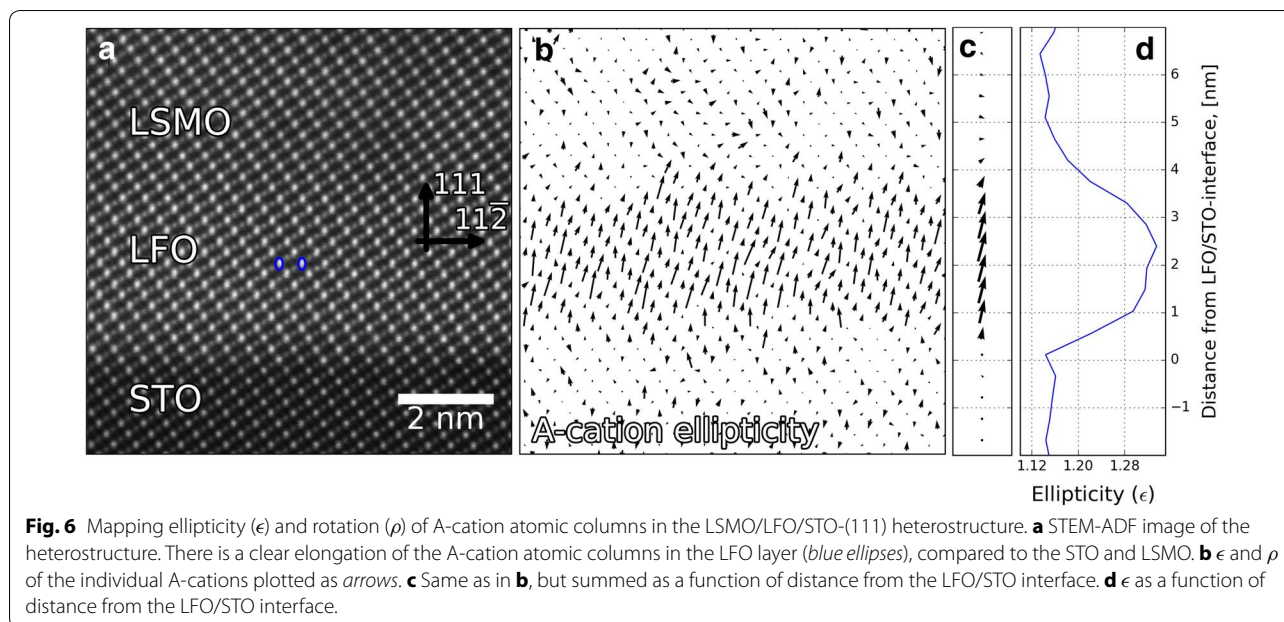 a
b
c
d
LSMO
LFO
STO
111
112̅
2 nm
A-cation ellipticity
6
5
4
3
2
1
0
−1
Distance from LFO/STO-interface, [nm]
1.12 1.20 1.28
Ellipticity (ϵ)
Fig. 6 Mapping ellipticity (ϵ) and rotation (ρ) of A-cation atomic columns in the LSMO/LFO/STO-(111) heterostructure. a STEM-ADF image of the
heterostructure. There is a clear elongation of the A-cation atomic columns in the LFO layer (blue ellipses), compared to the STO and LSMO. b ϵ and ρ
of the individual A-cations plotted as arrows. c Same as in b, but summed as a function of distance from the LFO/STO interface. d ϵ as a function of
distance from the LFO/STO interface.